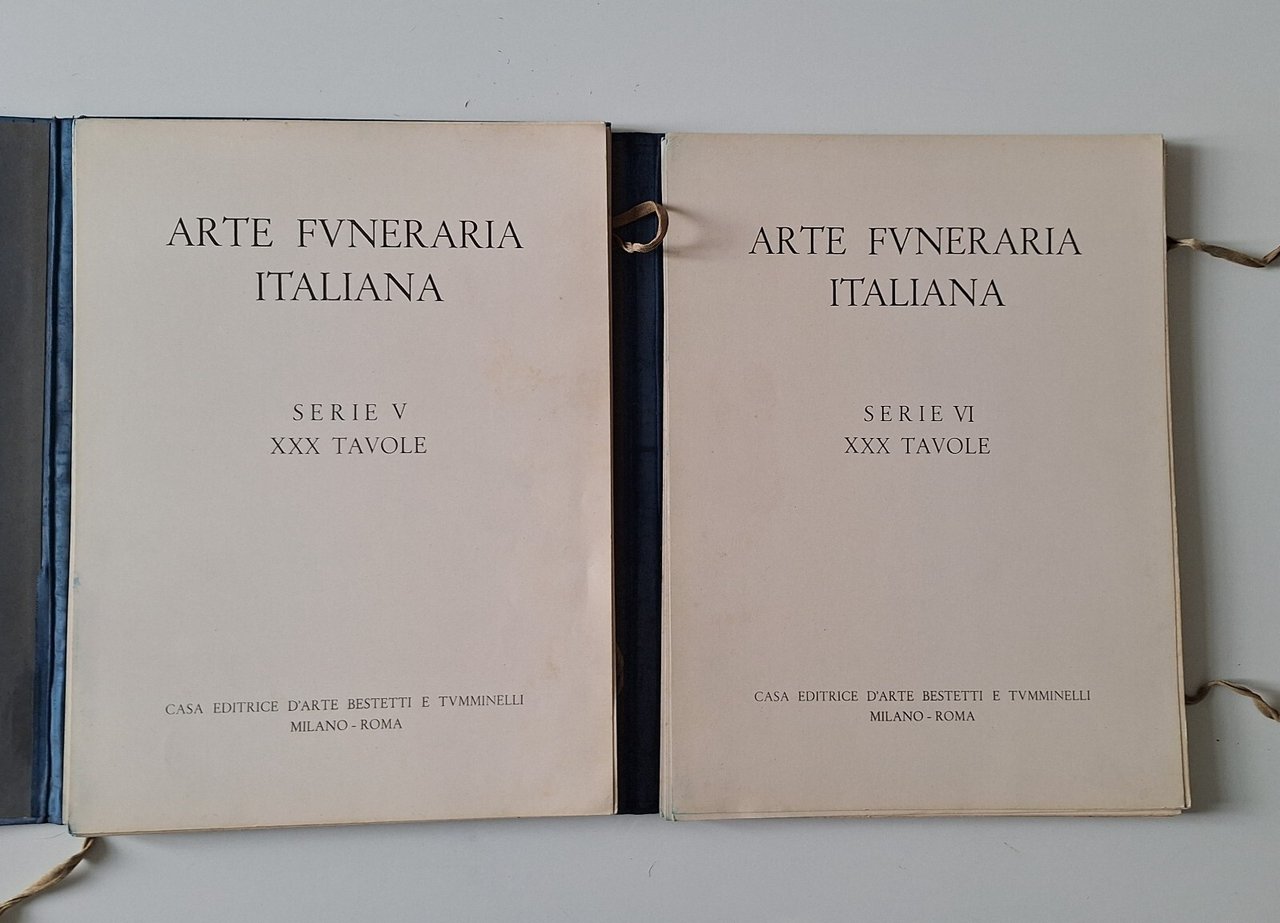 ARTE FVNERARIA
ITALIANA
SERIE V
XXX TAVOLE
CASA EDITRICE D'ARTE BESTETTI E TVMMINELLI
MILANO - ROMA
ARTE FVNERARIA
ITALIANA
SERIE VI
XXX TAVOLE
CASA EDITRICE D'ARTE BESTETTI E TVMMINELLI
MILANO - ROMA